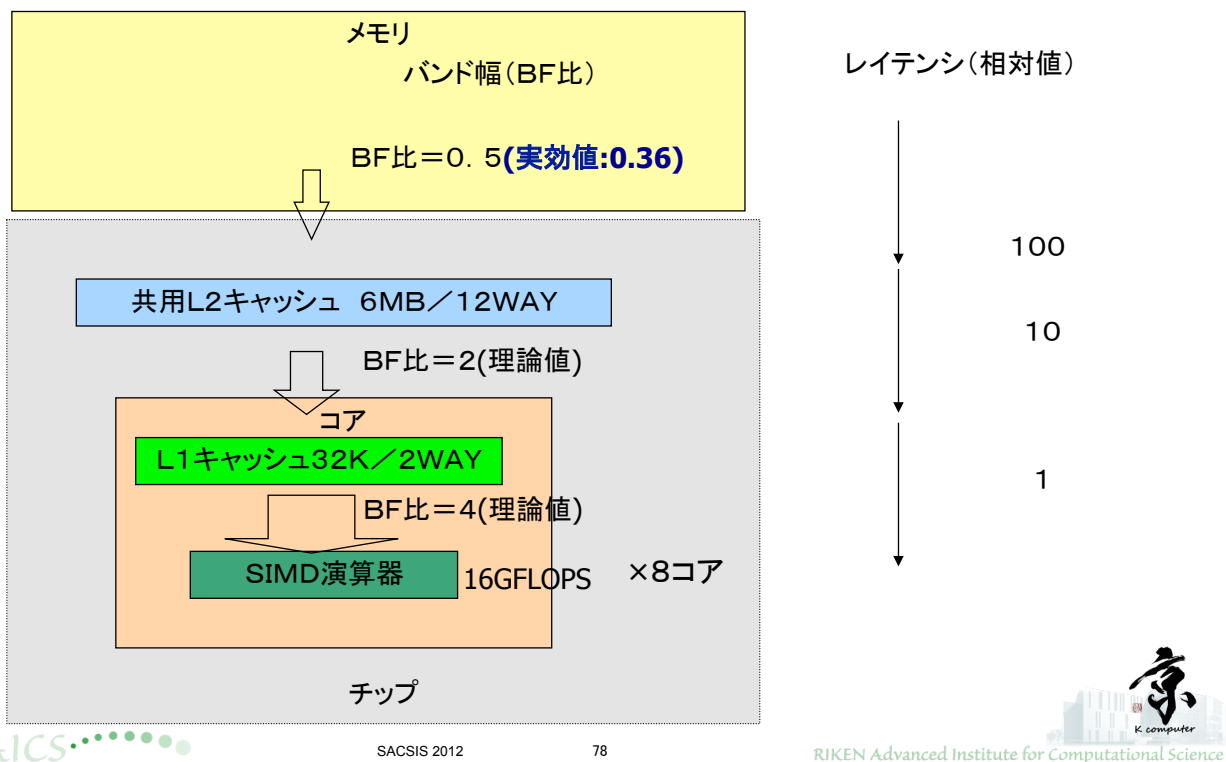 メモリ
バンド幅(BF比)
レイテンシ(相対値)
BF比=0.5(実効値:0.36)
100
共用L2キャッシュ 6MB/12WAY
10
BF比=2(理論値)
コア
L1キャッシュ32K/2WAY
1
BF比=4(理論値)
SIMD演算器
16GFLOPS
×8コア
チップ
京
K computer
ICS
SACSIS 2012
78
RIKEN Advanced Institute for Computational Science